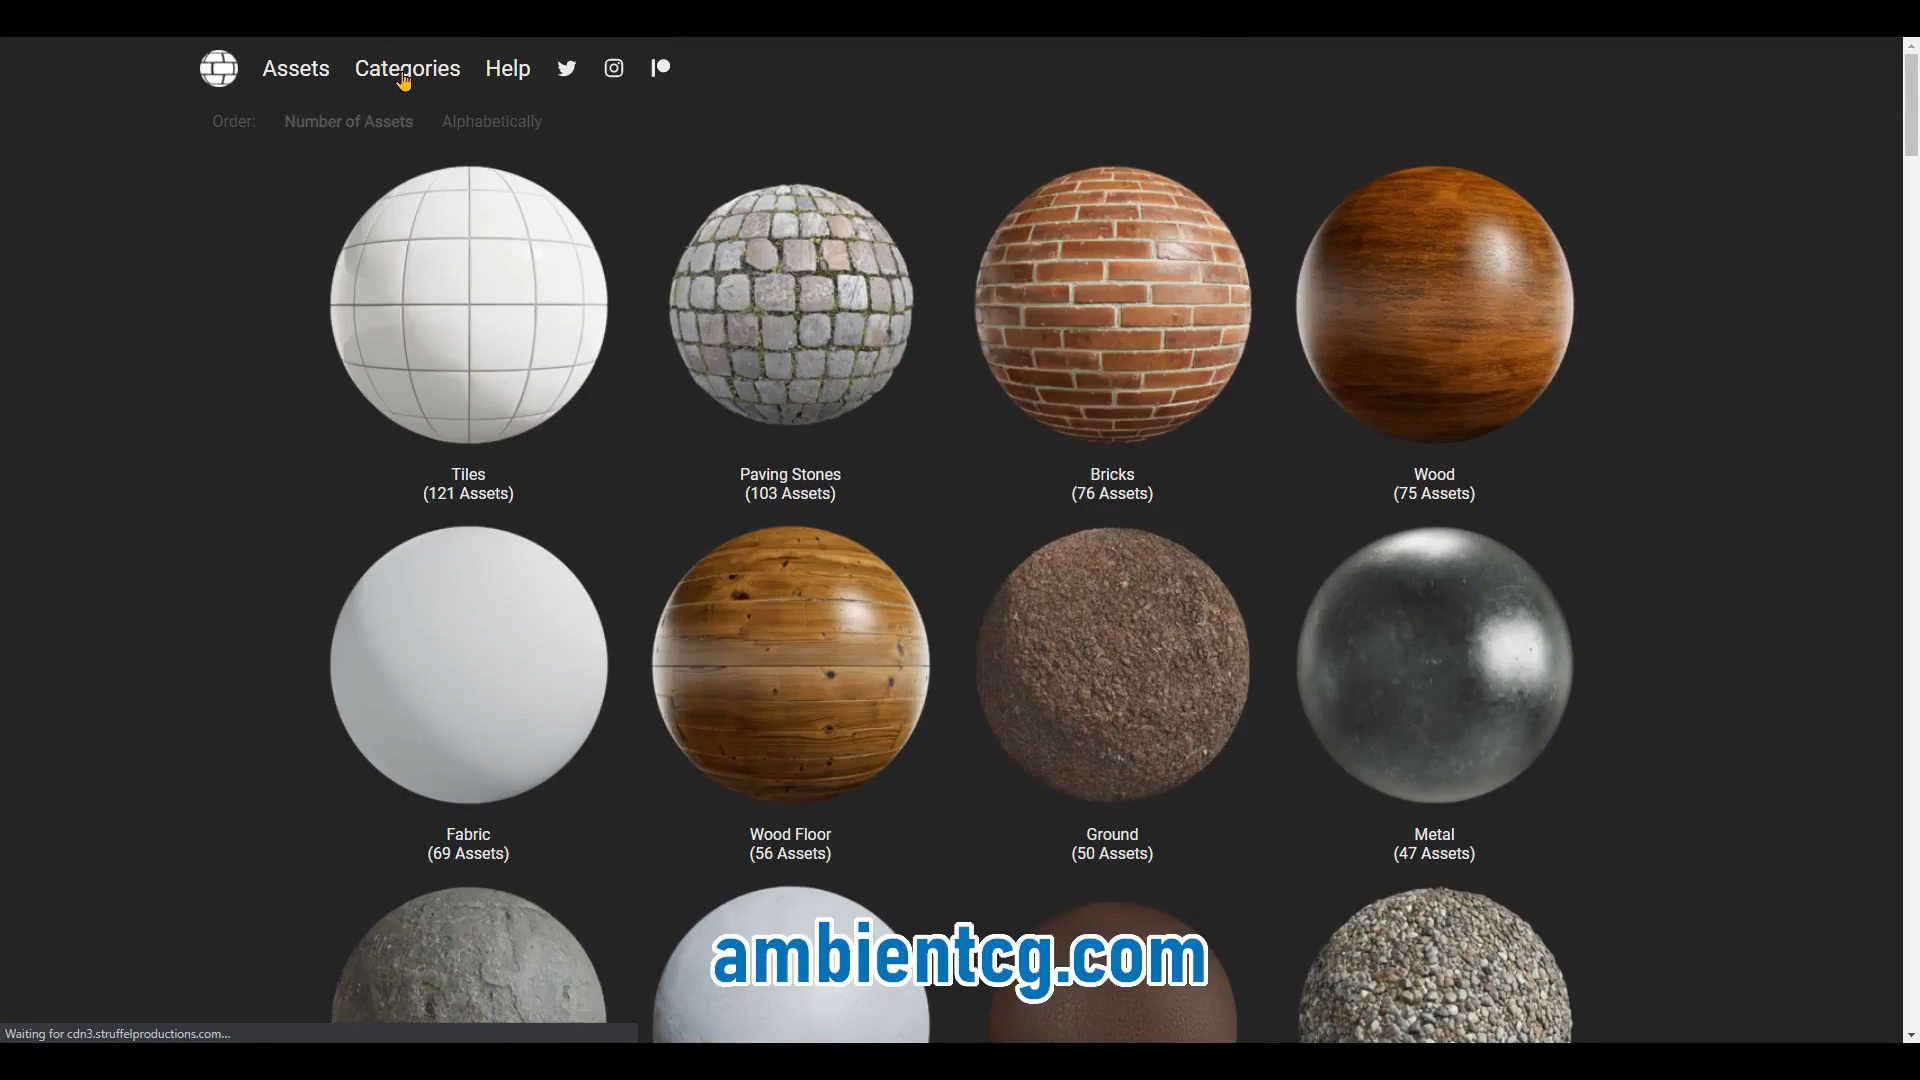 Assets Categories Help
Order: Number of Assets Alphabetically
Tiles
(121 Assets)
Paving Stones
(103 Assets)
Bricks
(76 Assets)
Wood
(75 Assets)
Fabric
(69 Assets)
Wood Floor
(56 Assets)
Ground
(50 Assets)
Metal
(47 Assets)
ambientcg.com
Waiting for cdn3.struffelproductions.com...